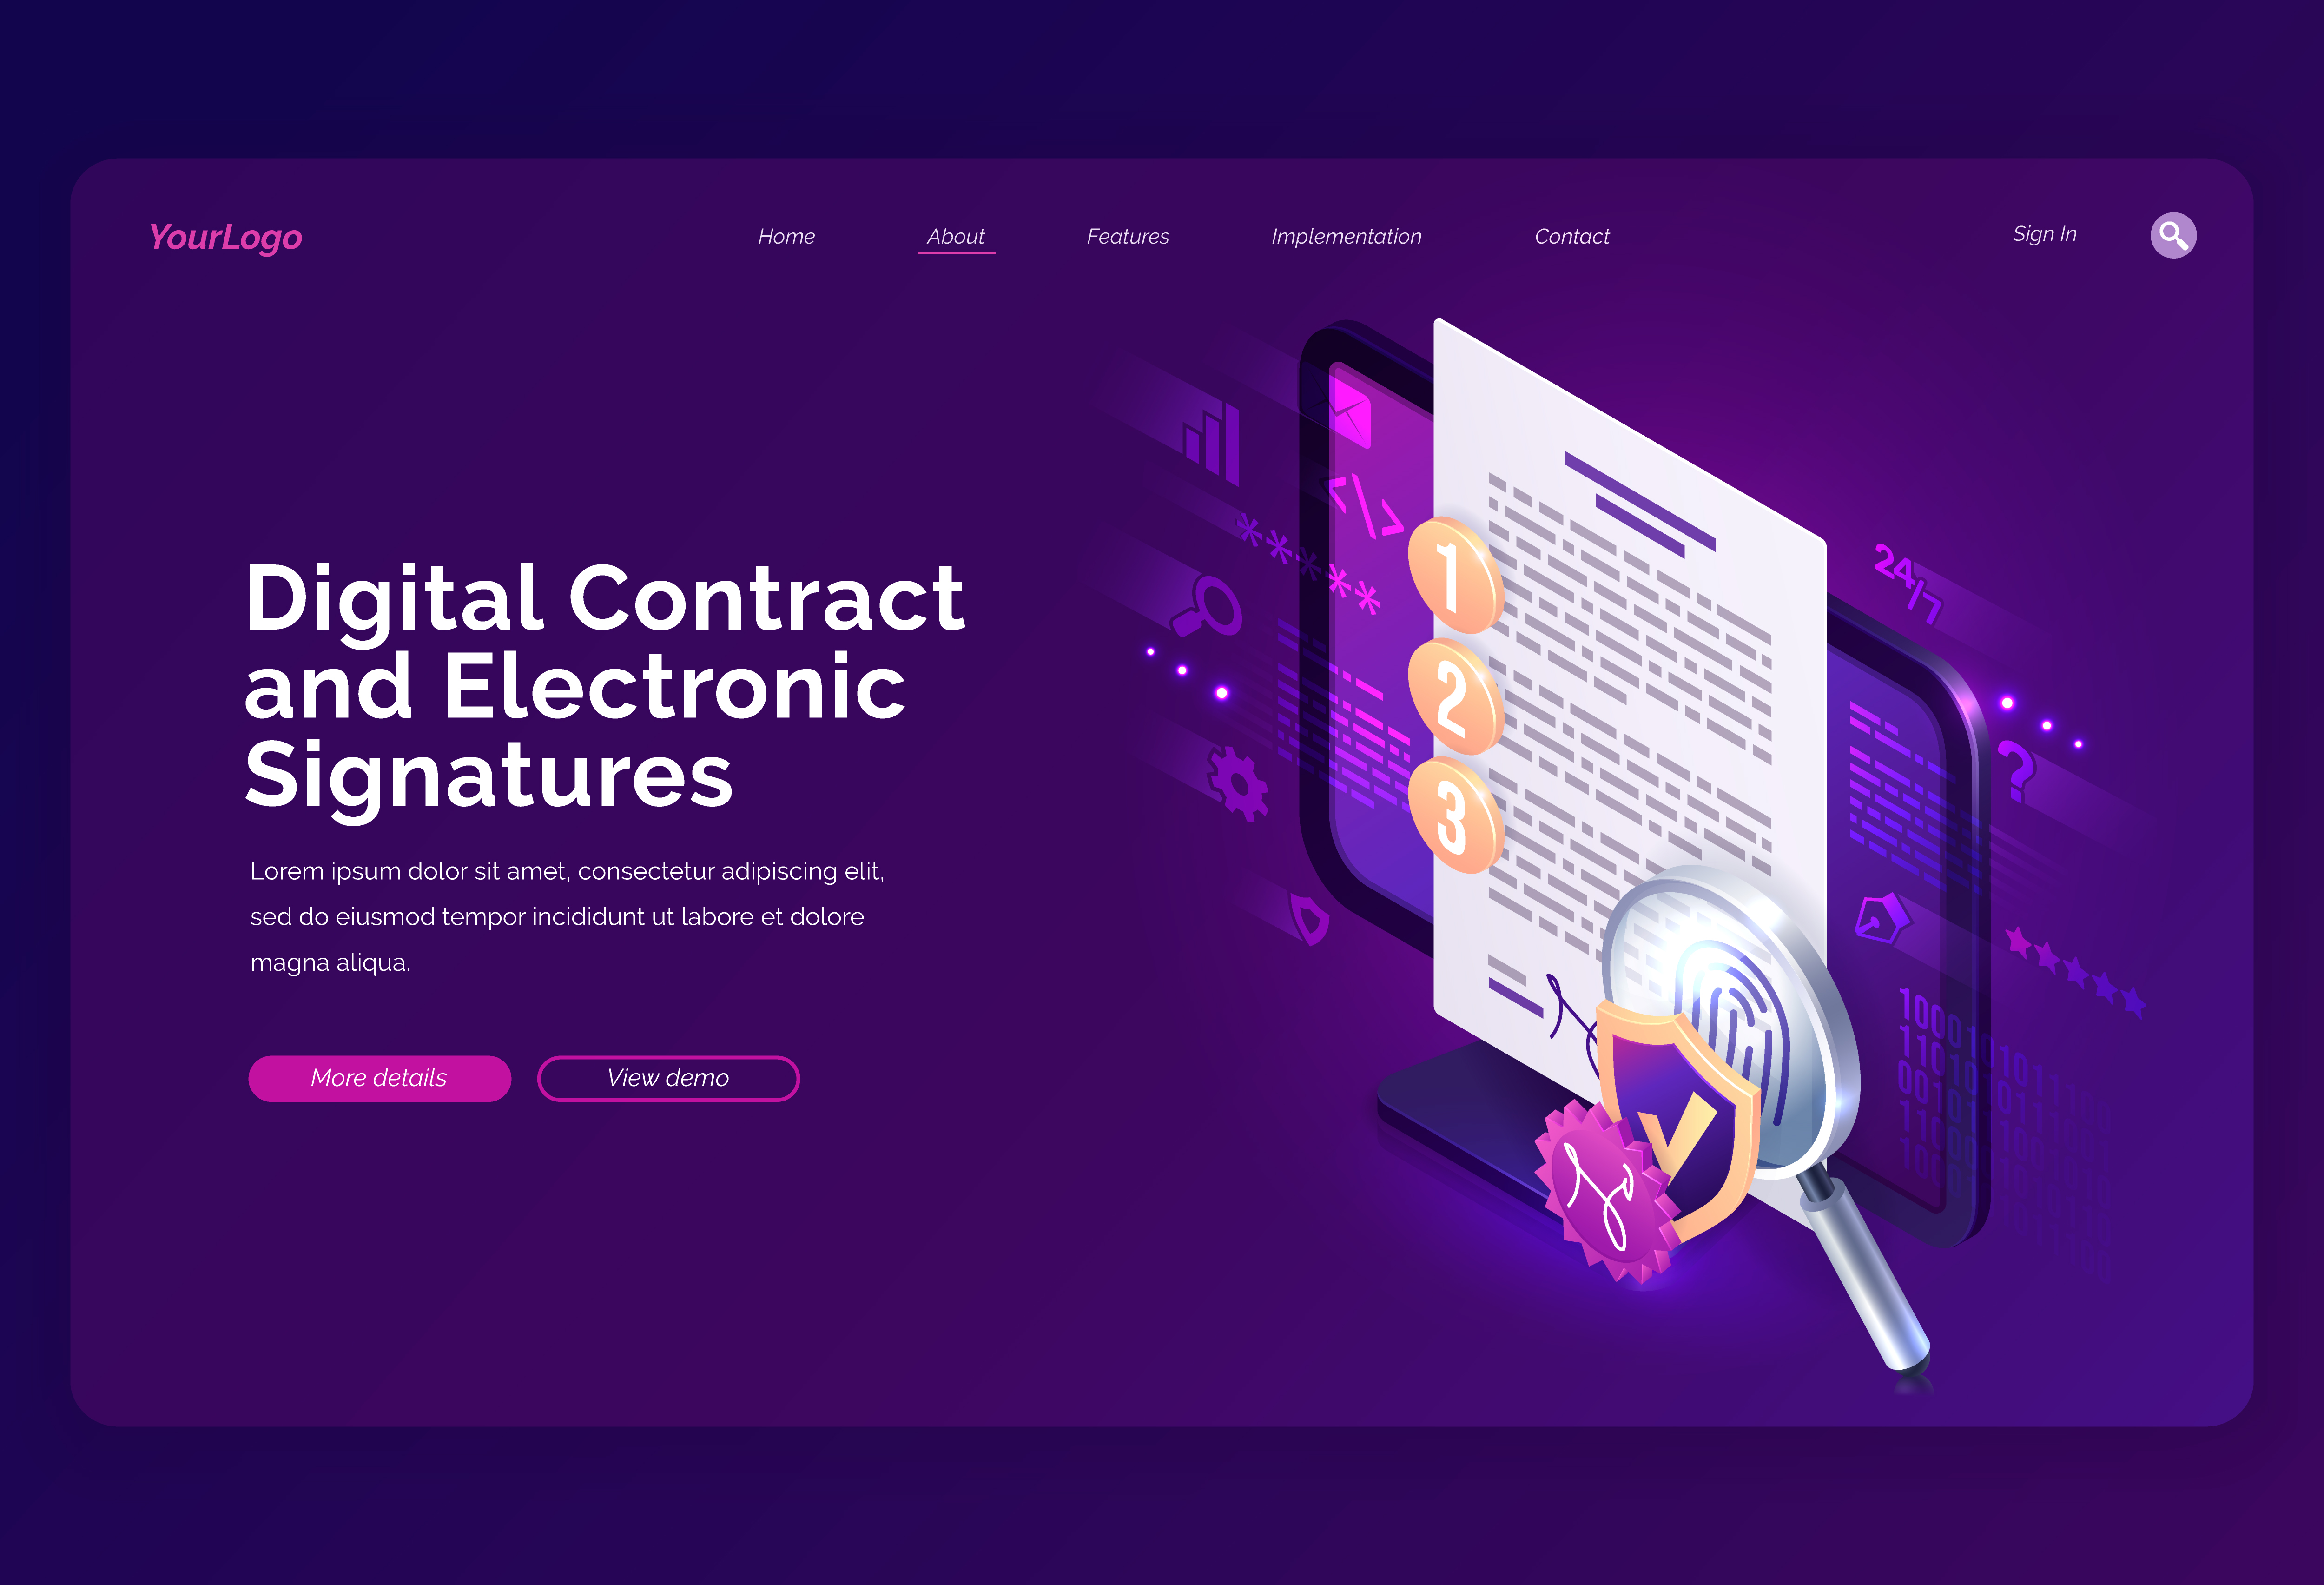 YourLogo
Home
About
Features
Implementation
Contact
Sign In
Digital Contract
and Electronic
Signatures
Lorem ipsum dolor sit amet, consectetur adipiscing elit,
sed do eiusmod tempor incididunt ut labore et dolore
magna aliqua.
More details
View demo
</>
*****
1
2
3
24/7
?